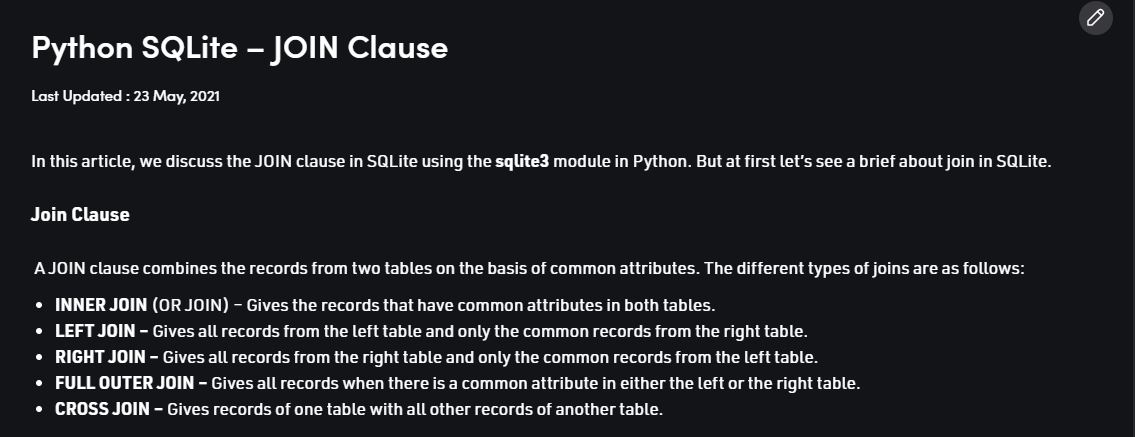 Python SQLite – JOIN Clause
Last Updated : 23 May, 2021
In this article, we discuss the JOIN clause in SQLite using the sqlite3 module in Python. But at first let’s see a brief about join in SQLite.
Join Clause
A JOIN clause combines the records from two tables on the basis of common attributes. The different types of joins are as follows:
• INNER JOIN (OR JOIN) – Gives the records that have common attributes in both tables.
• LEFT JOIN – Gives all records from the left table and only the common records from the right table.
• RIGHT JOIN – Gives all records from the right table and only the common records from the left table.
• FULL OUTER JOIN – Gives all records when there is a common attribute in either the left or the right table.
• CROSS JOIN – Gives records of one table with all other records of another table.